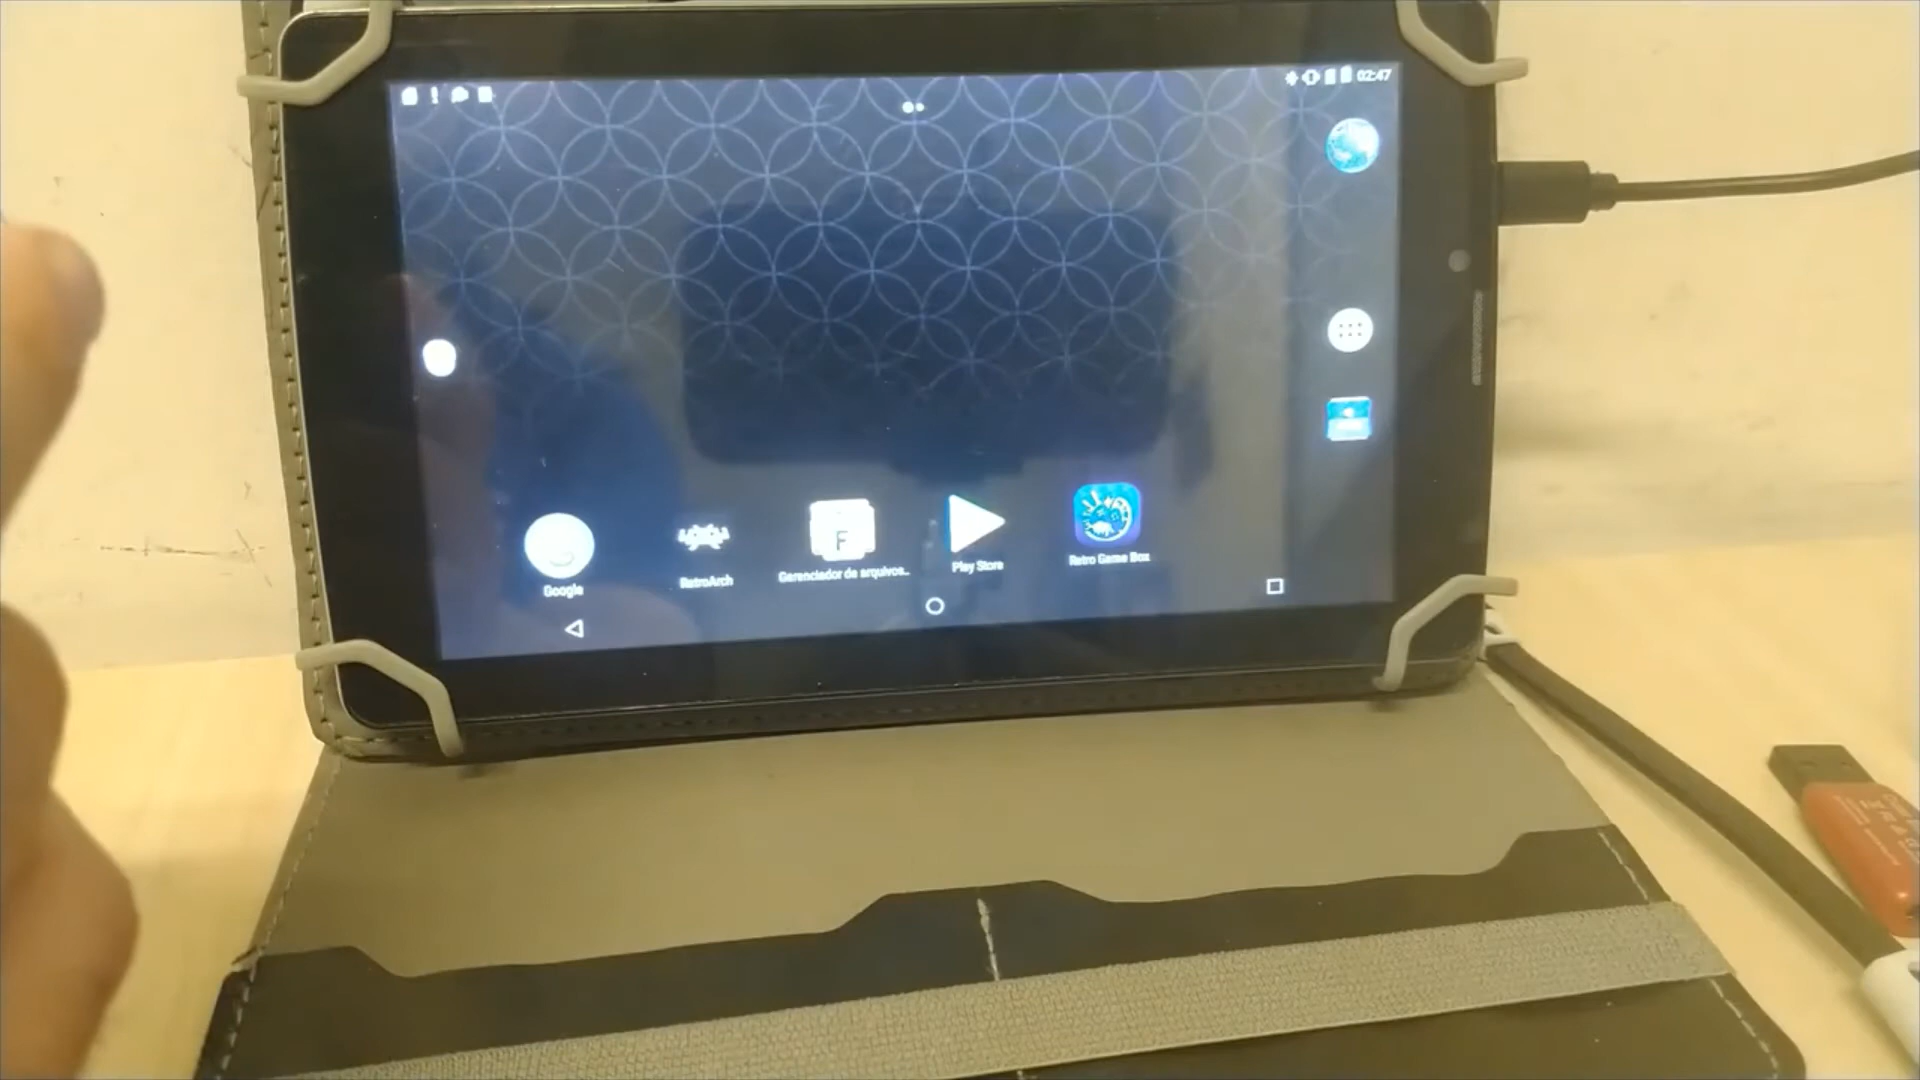 02:47
Google
RetroArch
Gerenciador de arquivos..
Play Store
Retro Game Box
F